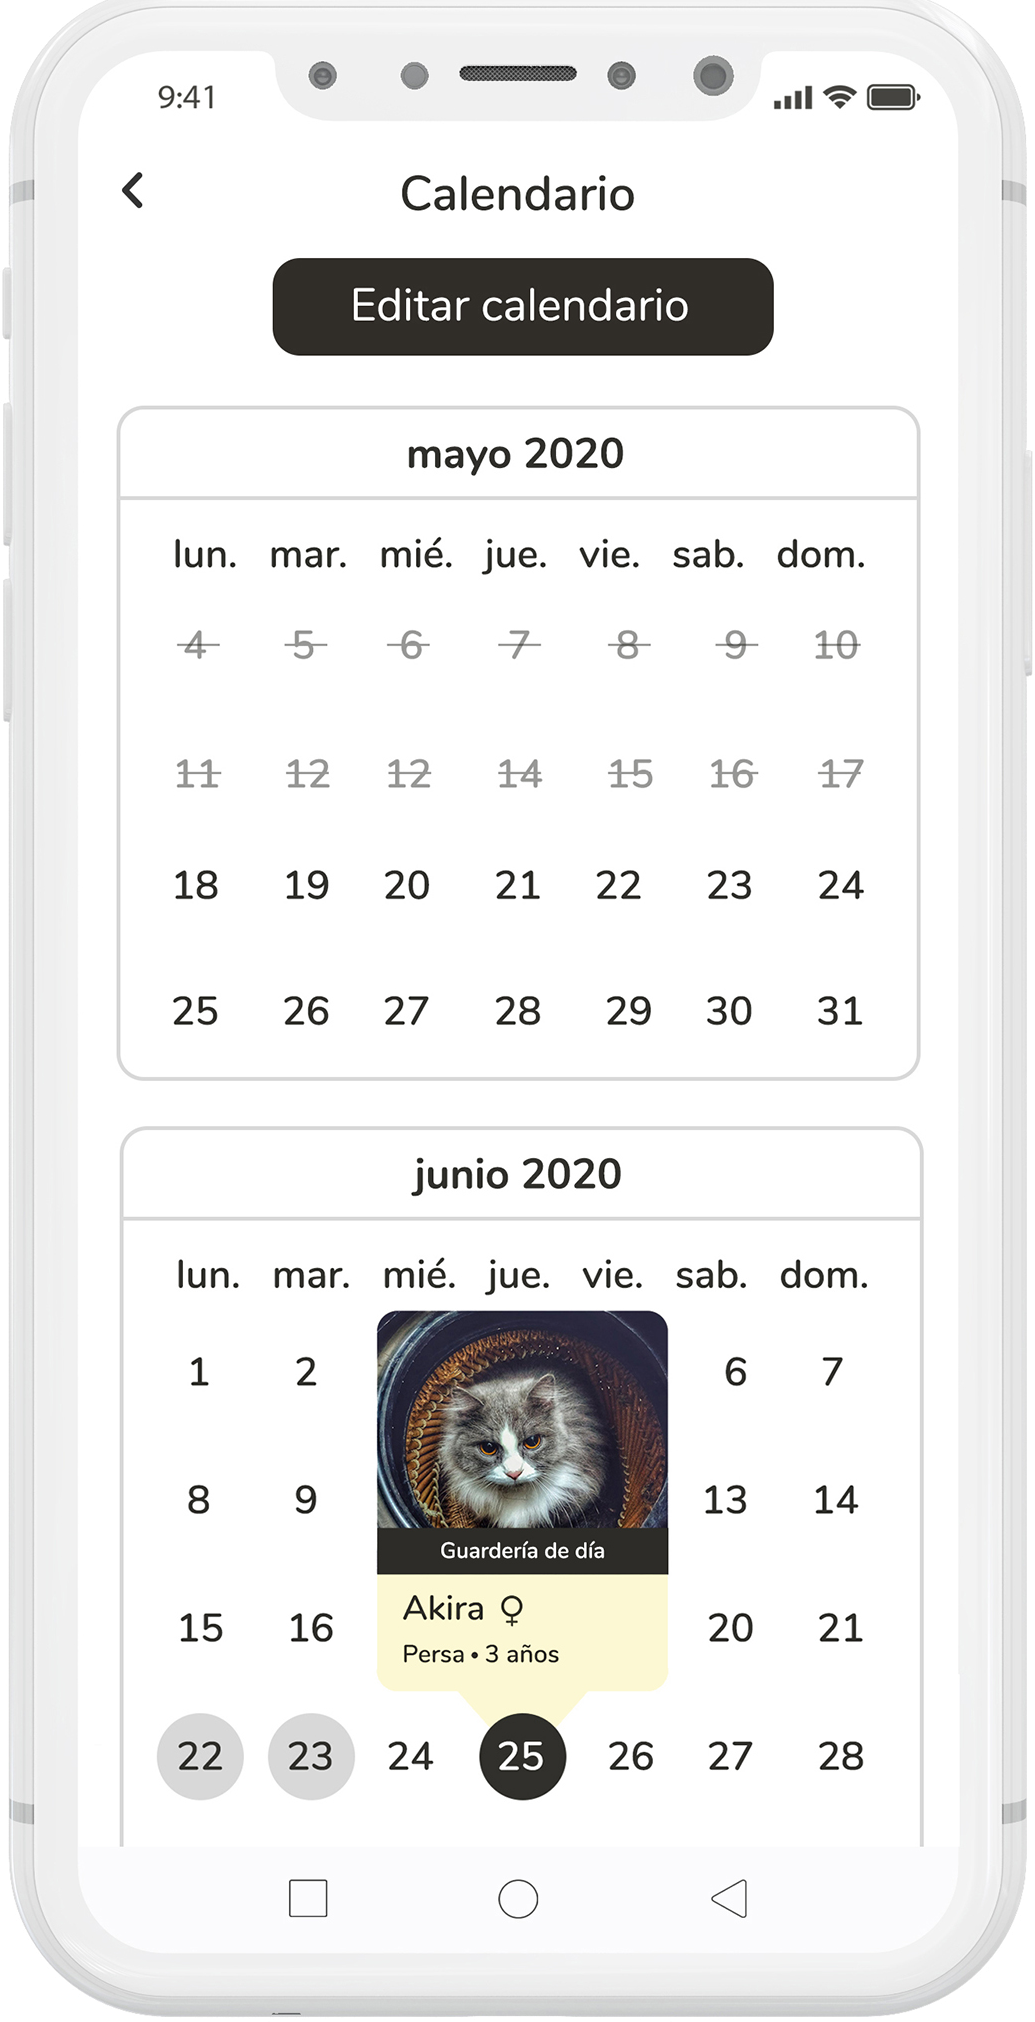 9:41
Calendario
Editar calendario
mayo 2020
lun. mar. mié. jue. vie. sab. dom.
4 5 6 7 8 9 10
11 12 12 14 15 16 17
18 19 20 21 22 23 24
25 26 27 28 29 30 31
junio 2020
lun. mar. mié. jue. vie. sab. dom.
1 2 6 7
8 9 13 14
Guardería de día
Akira ♀
15 16 20 21
Persa • 3 años
22 23 24 25 26 27 28